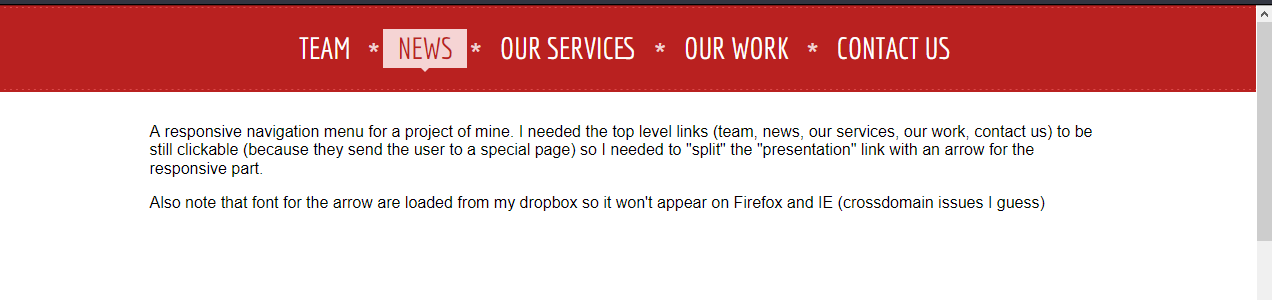 TEAM * NEWS * OUR SERVICES * OUR WORK * CONTACT US
A responsive navigation menu for a project of mine. I needed the top level links (team, news, our services, our work, contact us) to be
still clickable (because they send the user to a special page) so I needed to "split" the "presentation" link with an arrow for the
responsive part.
Also note that font for the arrow are loaded from my dropbox so it won't appear on Firefox and IE (crossdomain issues I guess)